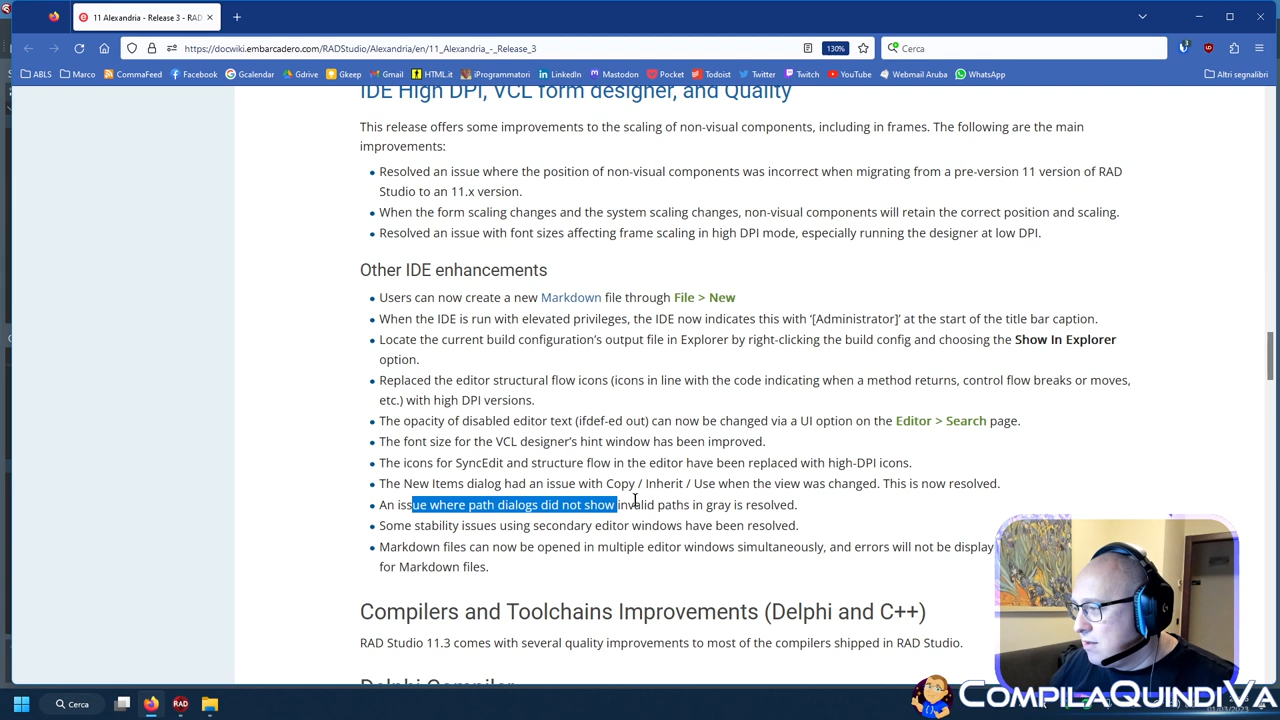 11 Alexandria - Release 3 - RAD
https://docwiki.embarcadero.com/RADStudio/Alexandria/en/11_Alexandria_-_Release_3
130%
Cerca
ABLS Marco CommaFeed Facebook Gcalendar Gdrive Gkeep Gmail HTML.it iProgrammatori LinkedIn Mastodon Pocket Todoist Twitter Twitch YouTube Webmail Aruba WhatsApp Altri segnalibri
IDE High DPI, VCL form designer, and Quality
This release offers some improvements to the scaling of non-visual components, including in frames. The following are the main
improvements:
Resolved an issue where the position of non-visual components was incorrect when migrating from a pre-version 11 version of RAD
Studio to an 11.x version.
When the form scaling changes and the system scaling changes, non-visual components will retain the correct position and scaling.
Resolved an issue with font sizes affecting frame scaling in high DPI mode, especially running the designer at low DPI.
Other IDE enhancements
Users can now create a new Markdown file through File > New
When the IDE is run with elevated privileges, the IDE now indicates this with '[Administrator]' at the start of the title bar caption.
Locate the current build configuration's output file in Explorer by right-clicking the build config and choosing the Show In Explorer
option.
Replaced the editor structural flow icons (icons in line with the code indicating when a method returns, control flow breaks or moves,
etc.) with high DPI versions.
The opacity of disabled editor text (ifdef-ed out) can now be changed via a UI option on the Editor > Search page.
The font size for the VCL designer's hint window has been improved.
The icons for SyncEdit and structure flow in the editor have been replaced with high-DPI icons.
The New Items dialog had an issue with Copy / Inherit / Use when the view was changed. This is now resolved.
An issue where path dialogs did not show invalid paths in gray is resolved.
Some stability issues using secondary editor windows have been resolved.
Markdown files can now be opened in multiple editor windows simultaneously, and errors will not be display
for Markdown files.
Compilers and Toolchains Improvements (Delphi and C++)
RAD Studio 11.3 comes with several quality improvements to most of the compilers shipped in RAD Studio.
Delphi Compiler
Cerca
RAD
COMPILAQUINDIVA